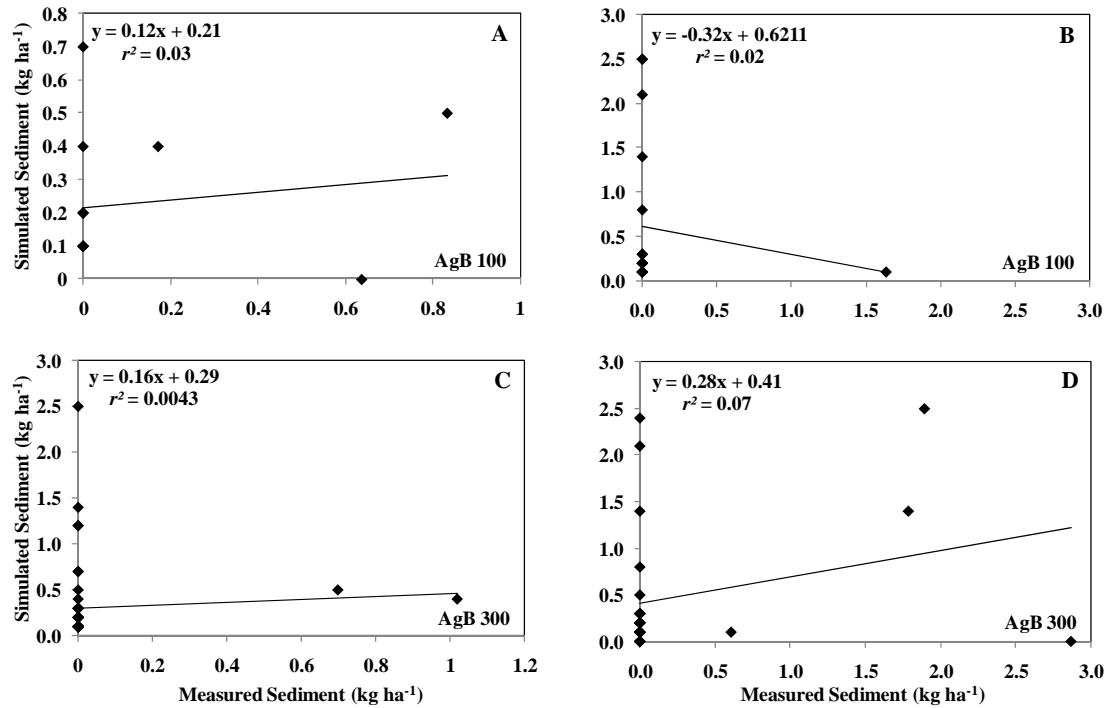 A
y = 0.12x + 0.21
r² = 0.03
Simulated Sediment (kg ha⁻¹)
0.8
0.7
0.6
0.5
0.4
0.3
0.2
0.1
0
AgB 100
0 0.2 0.4 0.6 0.8 1
B
y = -0.32x + 0.6211
r² = 0.02
3.0
2.5
2.0
1.5
1.0
0.5
0.0
AgB 100
0.0 0.5 1.0 1.5 2.0 2.5 3.0
C
y = 0.16x + 0.29
r² = 0.0043
Simulated Sediment (kg ha⁻¹)
3.0
2.5
2.0
1.5
1.0
0.5
0.0
AgB 300
0 0.2 0.4 0.6 0.8 1 1.2
Measured Sediment (kg ha⁻¹)
D
y = 0.28x + 0.41
r² = 0.07
3.0
2.5
2.0
1.5
1.0
0.5
0.0
AgB 300
0.0 0.5 1.0 1.5 2.0 2.5 3.0
Measured Sediment (kg ha⁻¹)